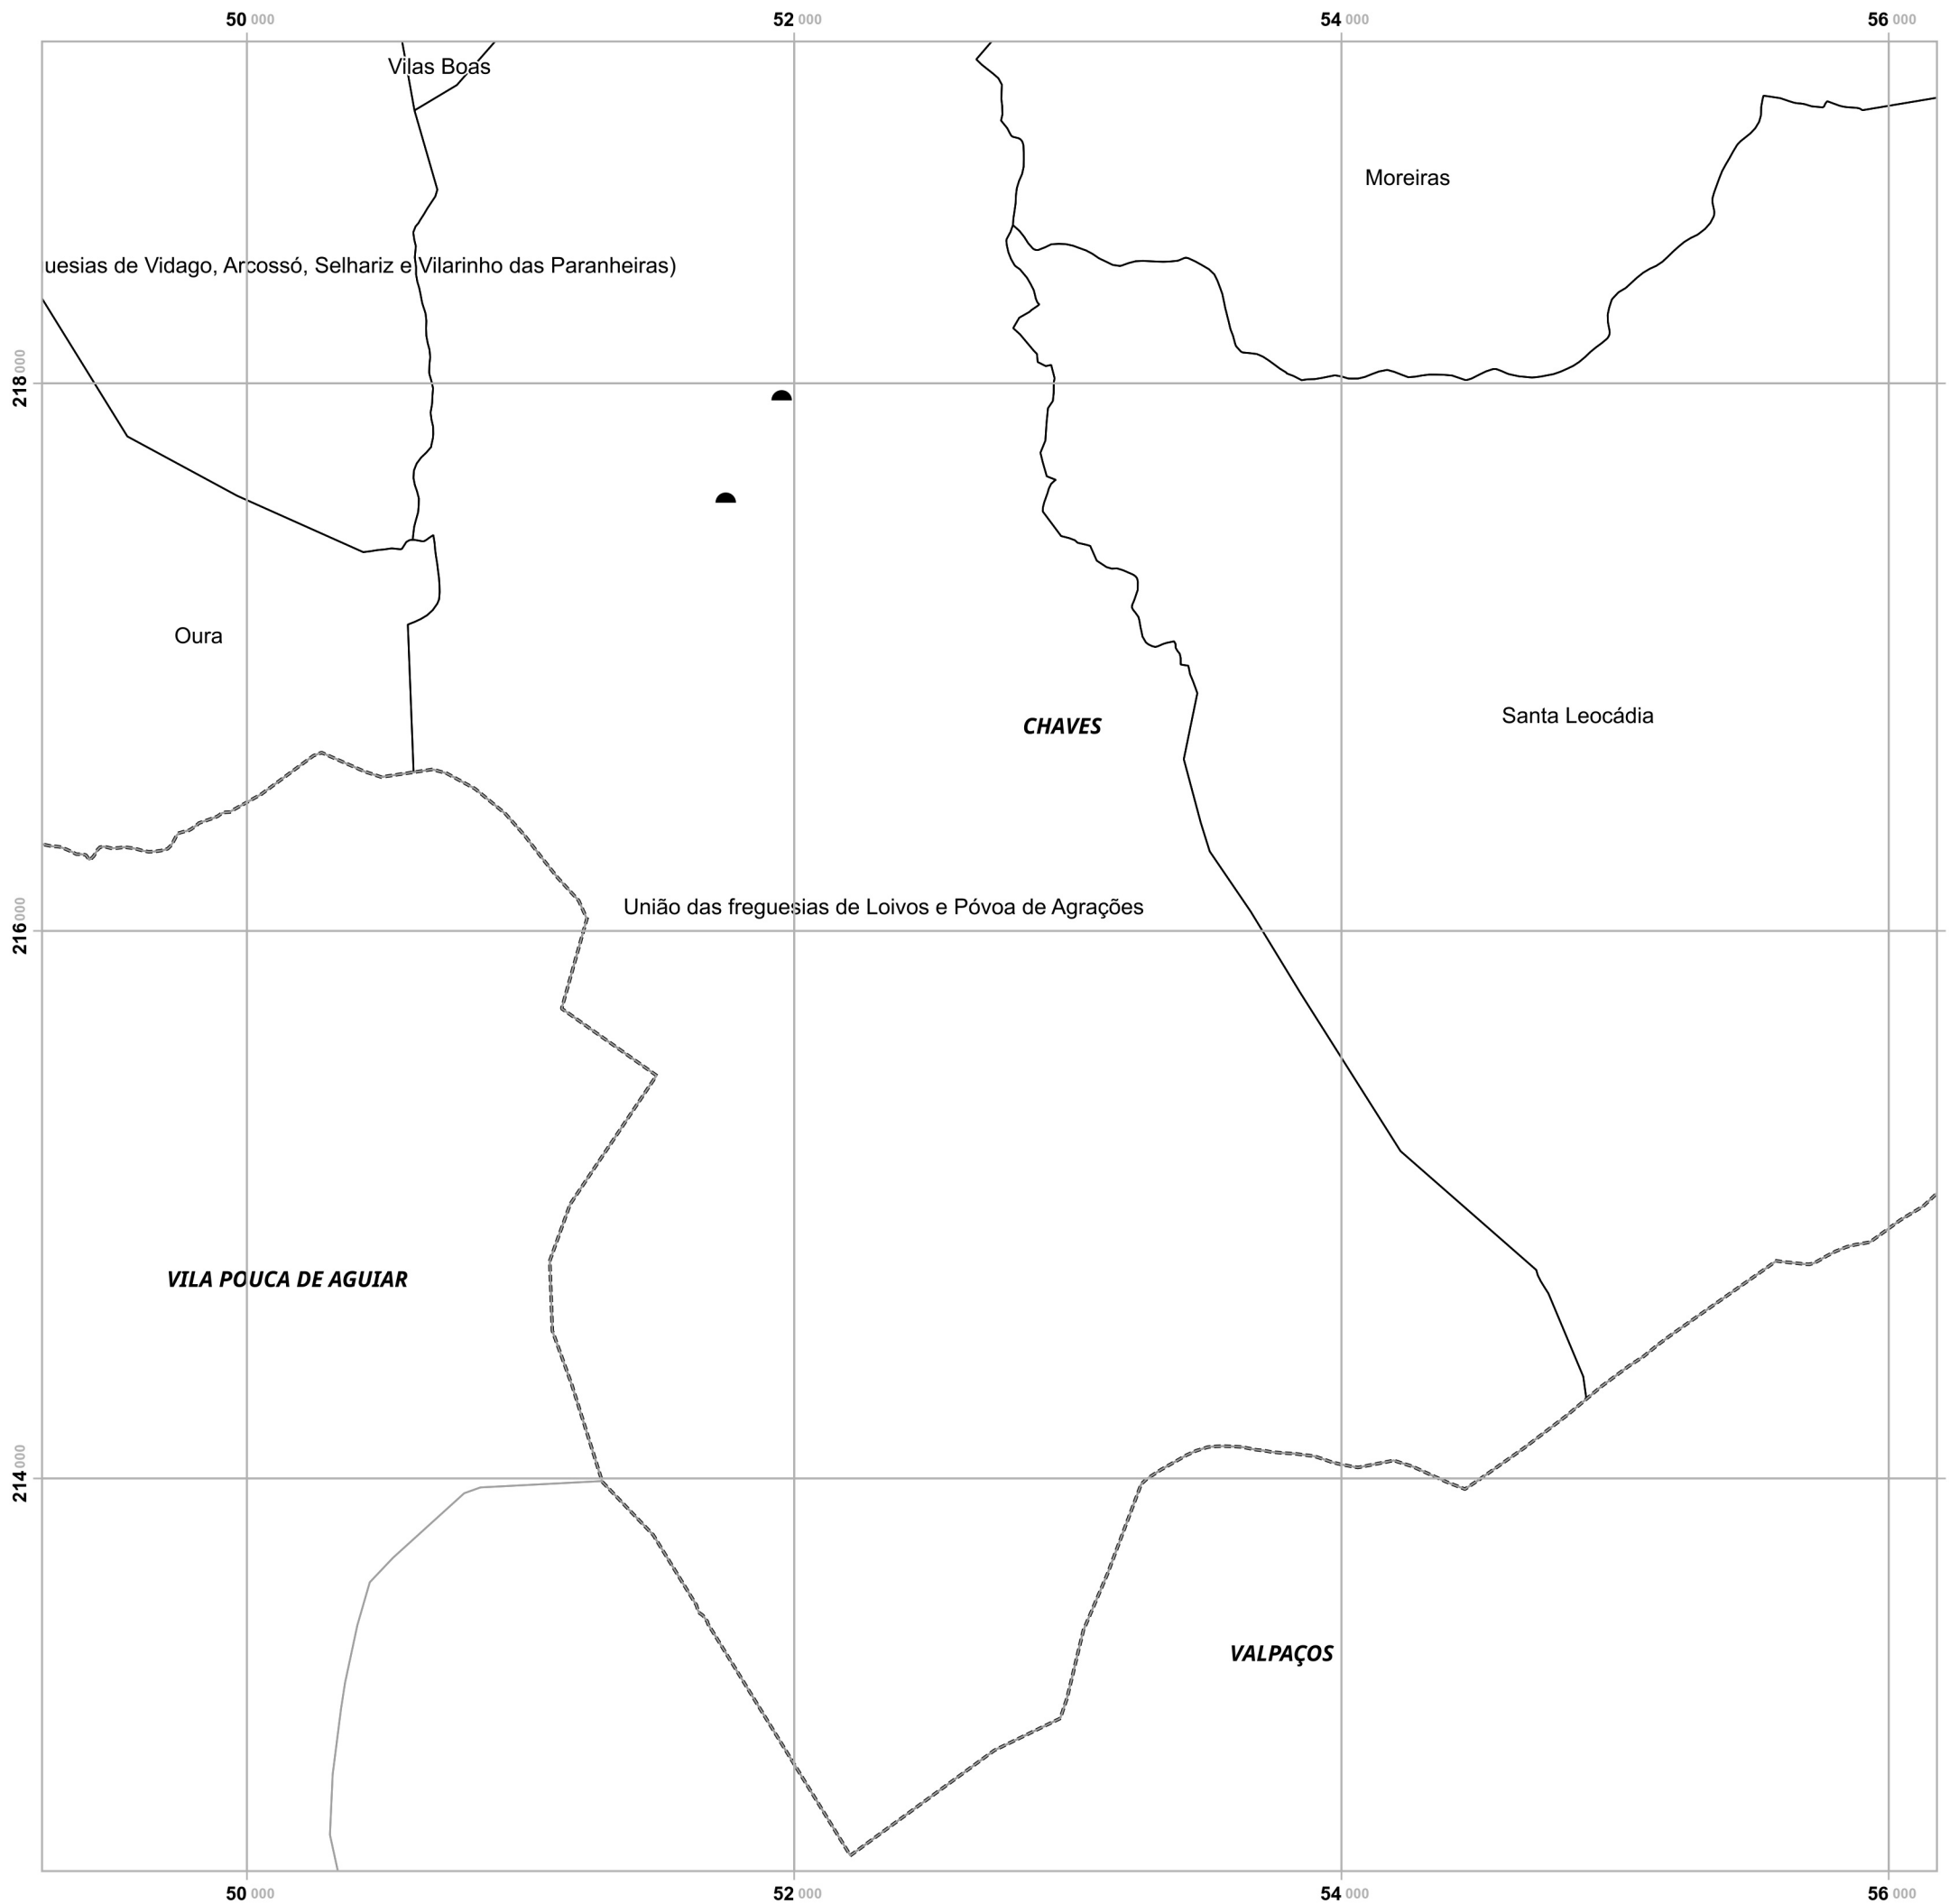 50 000 52 000 54 000 56 000
Vilas Boas
Moreiras
uesias de Vidago, Arcossó, Selhariz e Vilarinho das Paranheiras)
218 000
Oura
Santa Leocádia
CHAVES
União das freguesias de Loivos e Póvoa de Agrações
216 000
VILA POUCA DE AGUIAR
214 000
VALPAÇOS
50 000 52 000 54 000 56 000